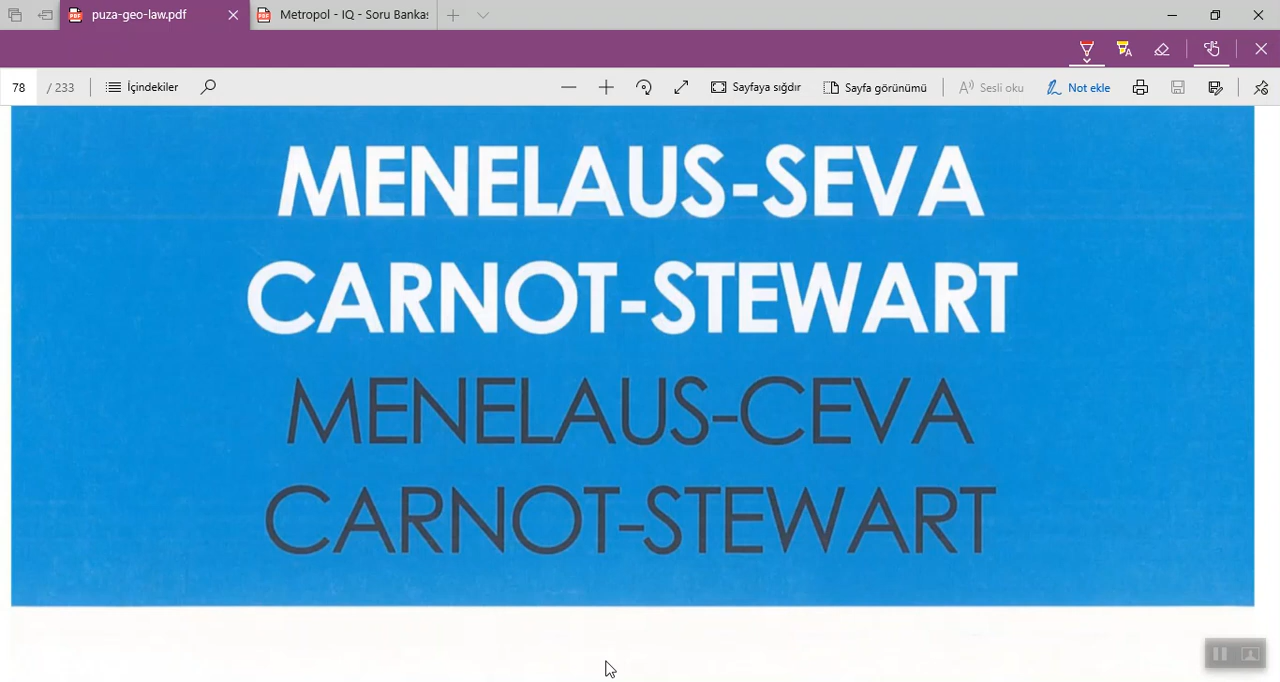 puza-geo-law.pdf
Metropol - IQ - Soru Bankas
78 / 233
İçindekiler
Sayfaya sığdır
Sayfa görünümü
Sesli oku
Not ekle
MENELAUS-SEVA
CARNOT-STEWART
MENELAUS-CEVA
CARNOT-STEWART